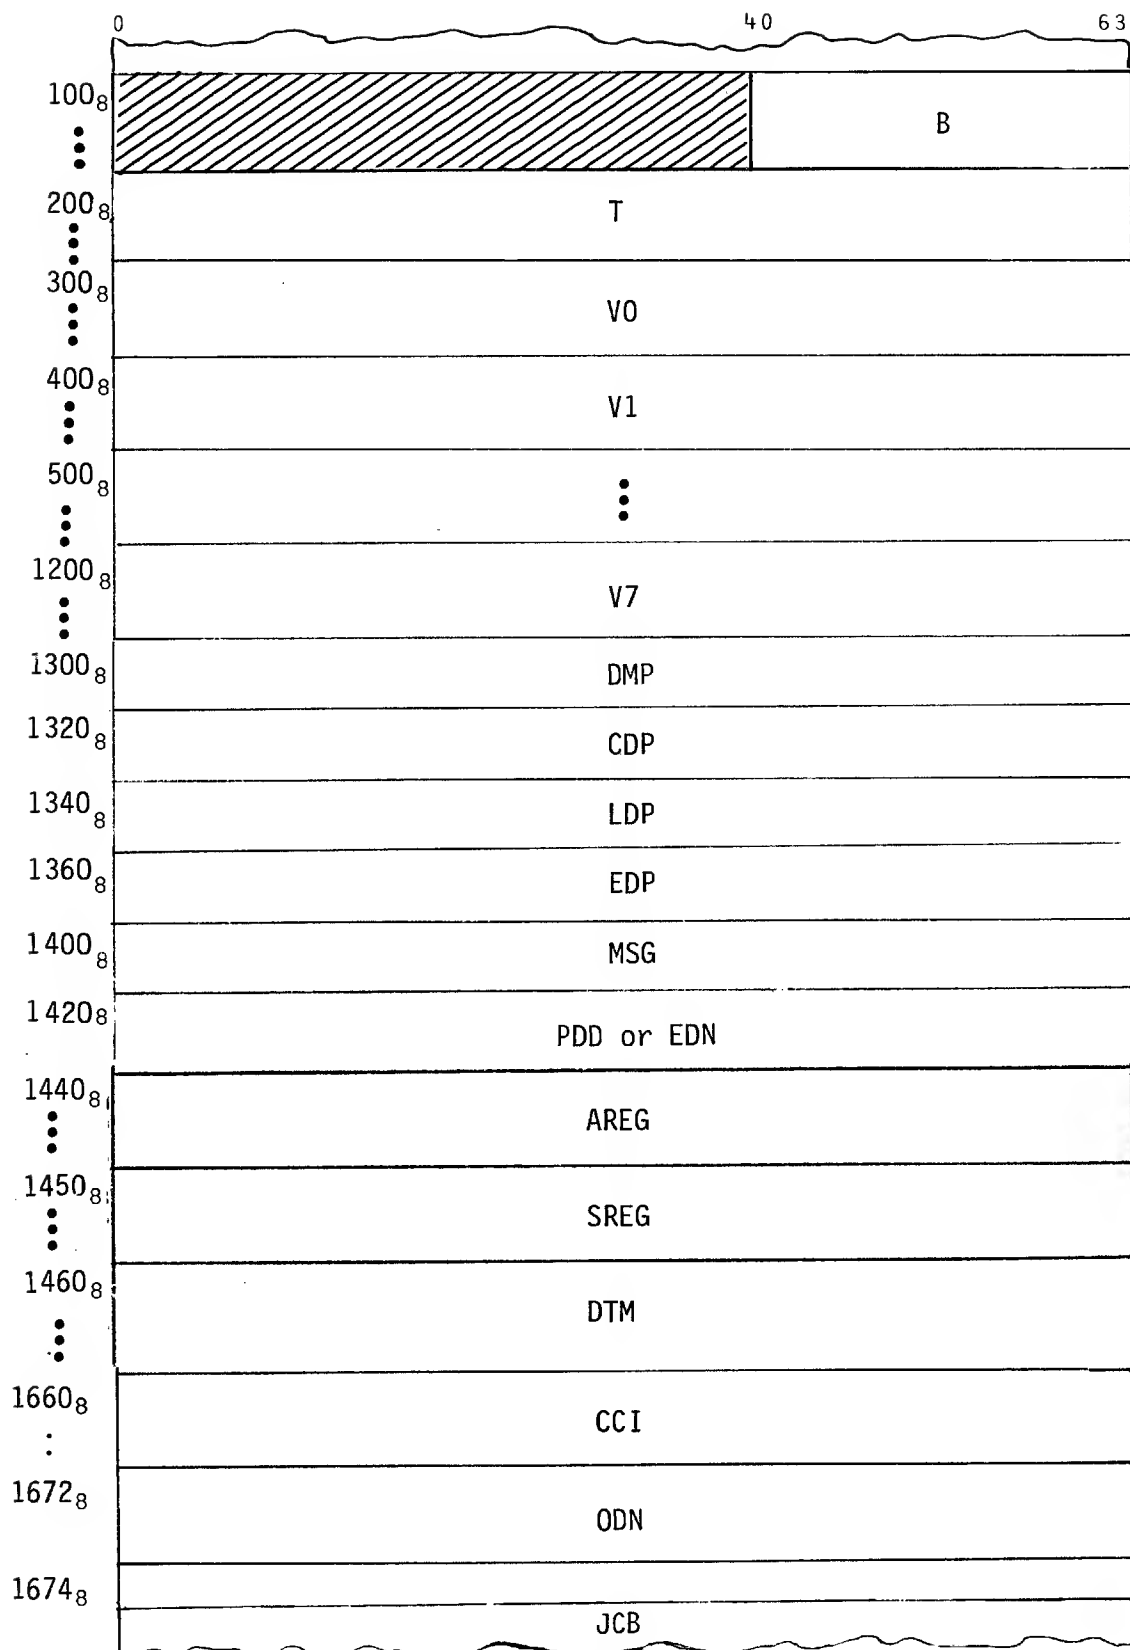 0 40 63
100₈ B
200₈ T
300₈ V0
400₈ V1
500₈
1200₈ V7
1300₈ DMP
1320₈ CDP
1340₈ LDP
1360₈ EDP
1400₈ MSG
1420₈ PDD or EDN
1440₈ AREG
1450₈ SREG
1460₈ DTM
1660₈ CCI
1672₈ ODN
1674₈
JCB